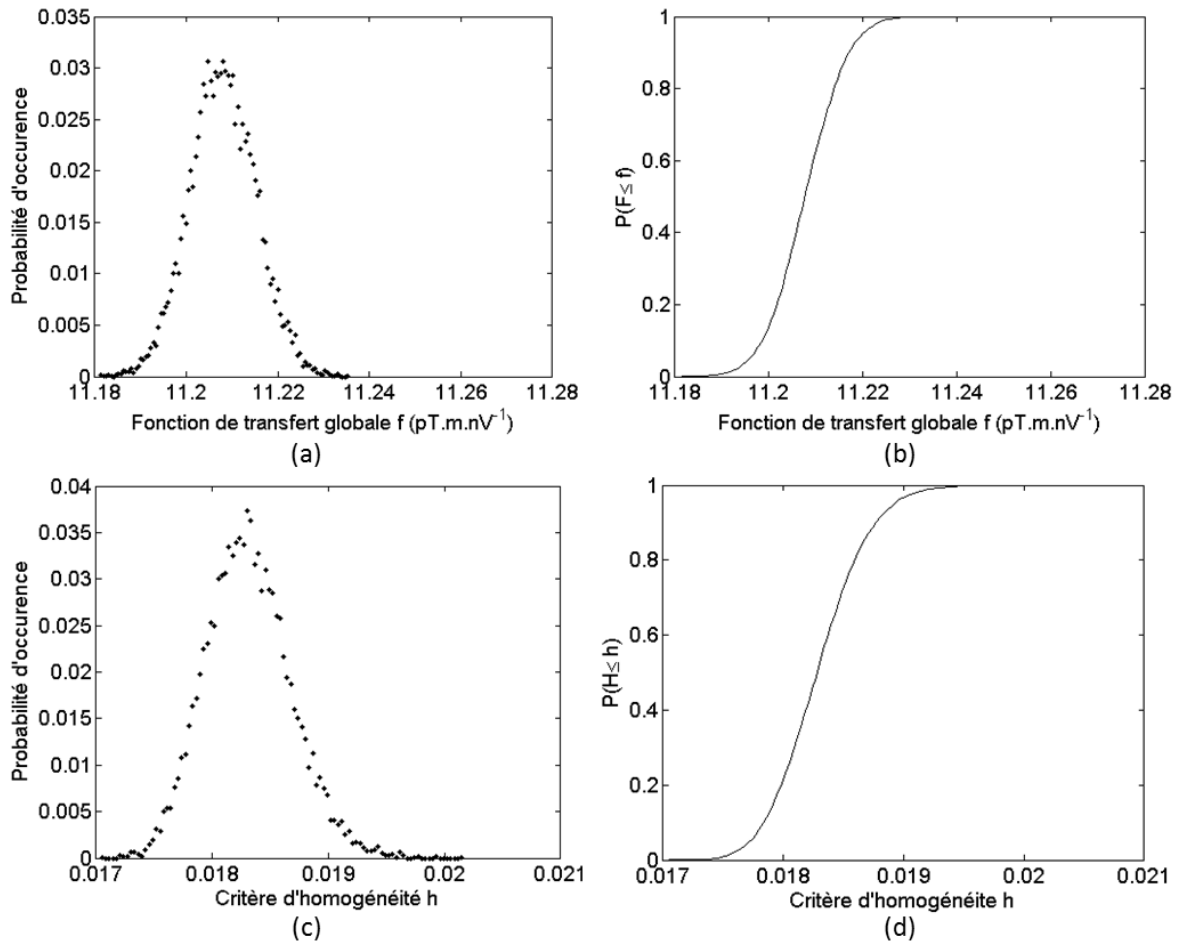 0.035
0.03
0.025
0.02
0.015
0.01
0.005
0
Probabilité d'occurence
11.18 11.2 11.22 11.24 11.26 11.28
Fonction de transfert globale f (pT.m.nV⁻¹)
(a)
1
0.8
0.6
0.4
0.2
0
P(F≤ f)
11.18 11.2 11.22 11.24 11.26 11.28
Fonction de transfert globale f (pT.m.nV⁻¹)
(b)
0.04
0.035
0.03
0.025
0.02
0.015
0.01
0.005
0
Probabilité d'occurence
0.017 0.018 0.019 0.02 0.021
Critère d'homogénéité h
(c)
1
0.8
0.6
0.4
0.2
0
P(H≤ h)
0.017 0.018 0.019 0.02 0.021
Critère d'homogénéite h
(d)